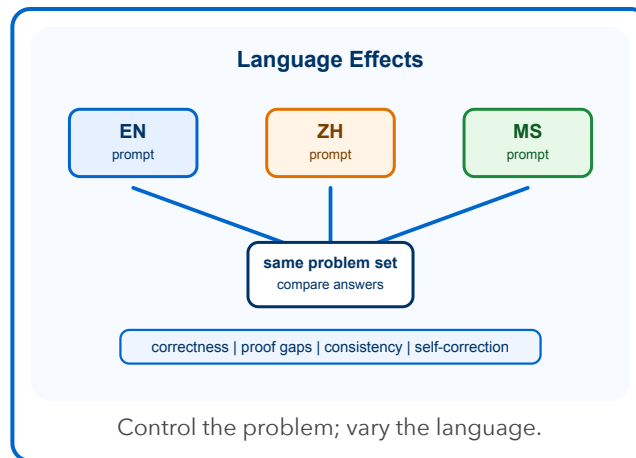 Language Effects
EN
prompt
ZH
prompt
MS
prompt
same problem set
compare answers
correctness | proof gaps | consistency | self-correction
Control the problem; vary the language.